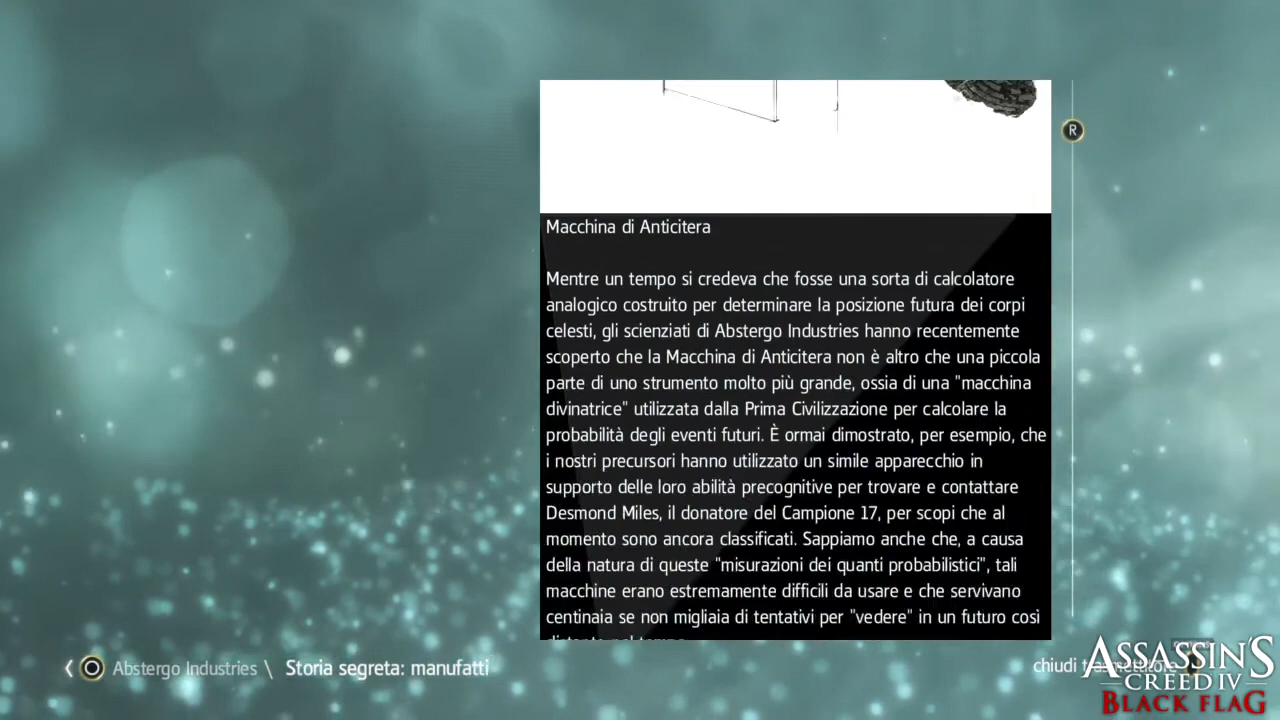 R
Macchina di Anticitera
Mentre un tempo si credeva che fosse una sorta di calcolatore
analogico costruito per determinare la posizione futura dei corpi
celesti, gli scienziati di Abstergo Industries hanno recentemente
scoperto che la Macchina di Anticitera non è altro che una piccola
parte di uno strumento molto più grande, ossia di una "macchina
divinatrice" utilizzata dalla Prima Civilizzazione per calcolare la
probabilità degli eventi futuri. È ormai dimostrato, per esempio, che
i nostri precursori hanno utilizzato un simile apparecchio in
supporto delle loro abilità precognitive per trovare e contattare
Desmond Miles, il donatore del Campione 17, per scopi che al
momento sono ancora classificati. Sappiamo anche che, a causa
della natura di queste "misurazioni dei quanti probabilistici", tali
macchine erano estremamente difficili da usare e che servivano
centinaia se non migliaia di tentativi per "vedere" in un futuro così
Abstergo Industries \ Storia segreta: manufatti
chiudi trasmettitore
ASSASSIN'S
CREED IV
BLACK FLAG